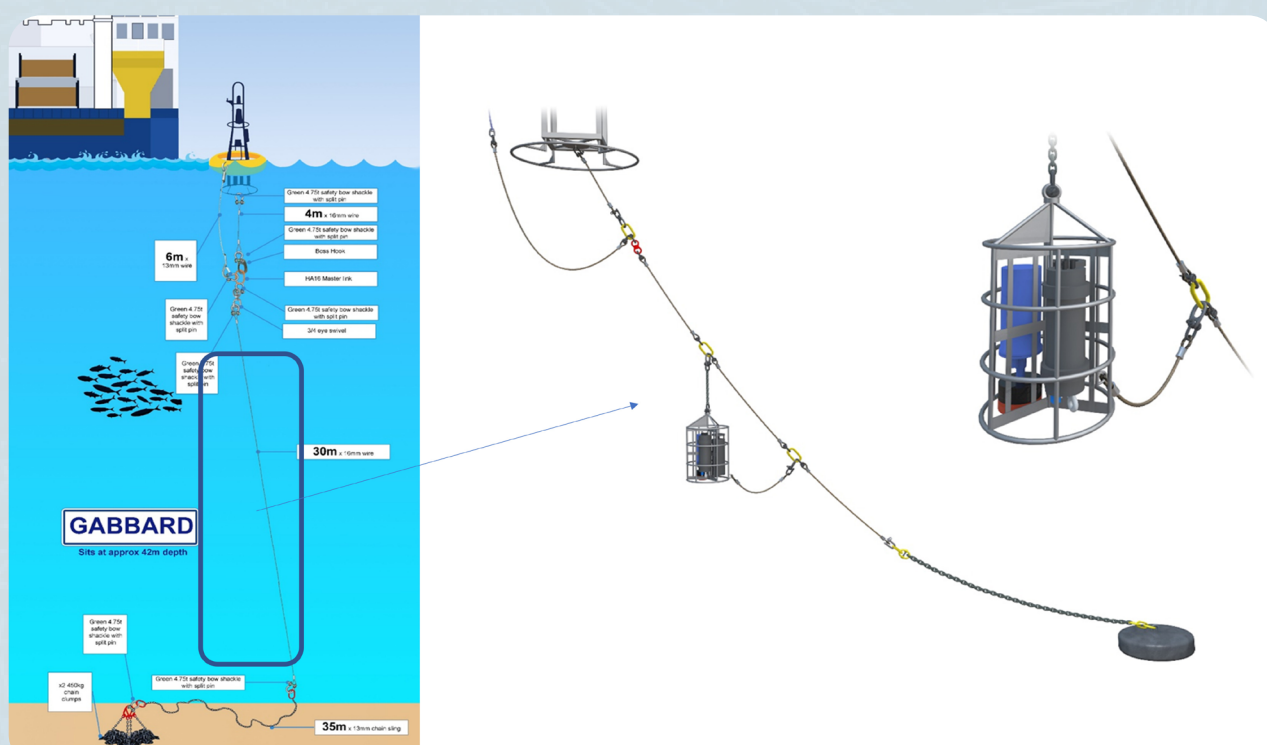 Green 4.75t safety bow shackle
with split pin
4m x 16mm wire
Green 4.75t safety bow shackle
with split pin
Boss Hook
6m x
13mm wire
HA16 Master link
Green 4.75t
safety bow
shackle with
split pin
Green 4.75t safety bow shackle
with split pin
3/4 eye swivel
Green 4.75t
safety bow
shackle with
split pin
30m x 16mm wire
GABBARD
Sits at approx 42m depth
Green 4.75t
safety bow
shackle with
split pin
Green 4.75t safety bow shackle
with split pin
x2 450kg
chain
clumps
35m x 13mm chain sling